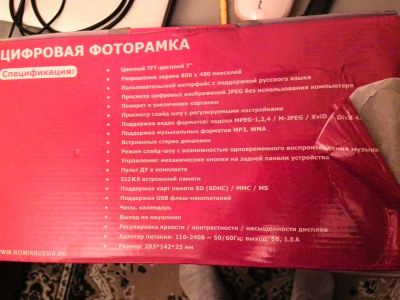 ЦИФРОВАЯ ФОТОРАМКА
Спецификация:
Цветной TFT-дисплей 7"
Разрешение экрана 800 x 480 пикселей
Пользовательский интерфейс с поддержкой русского языка
Просмотр цифровых изображений JPEG без использования компьютера
Поворот и увеличение картинки
Просмотр слайд шоу с регулируемыми настройками
Поддержка видео форматов: кодеки MPEG-1,2,4 / M-JPEG / XviD
Поддержка музыкальных форматов MP3, WMA
Встроенные стерео динамики
Режим слайд-шоу с возможностью одновременного воспроизведения музыки
Управление: механические кнопки на задней панели устройства
Пульт ДУ в комплекте
512Кб встроенной памяти
Поддержка карт памяти SD (SDHC) / MMC / MS
Поддержка USB флеш-накопителей
Часы, календарь
Выход на наушники
Регулировка яркости / контрастности / насыщенности дисплея
Адаптер питания: 110-240В ~ 50/60Гц; выход: 5В, 1.5А
Размер: 203*142*23 мм
WWW.RITMIXRUSSIA.RU